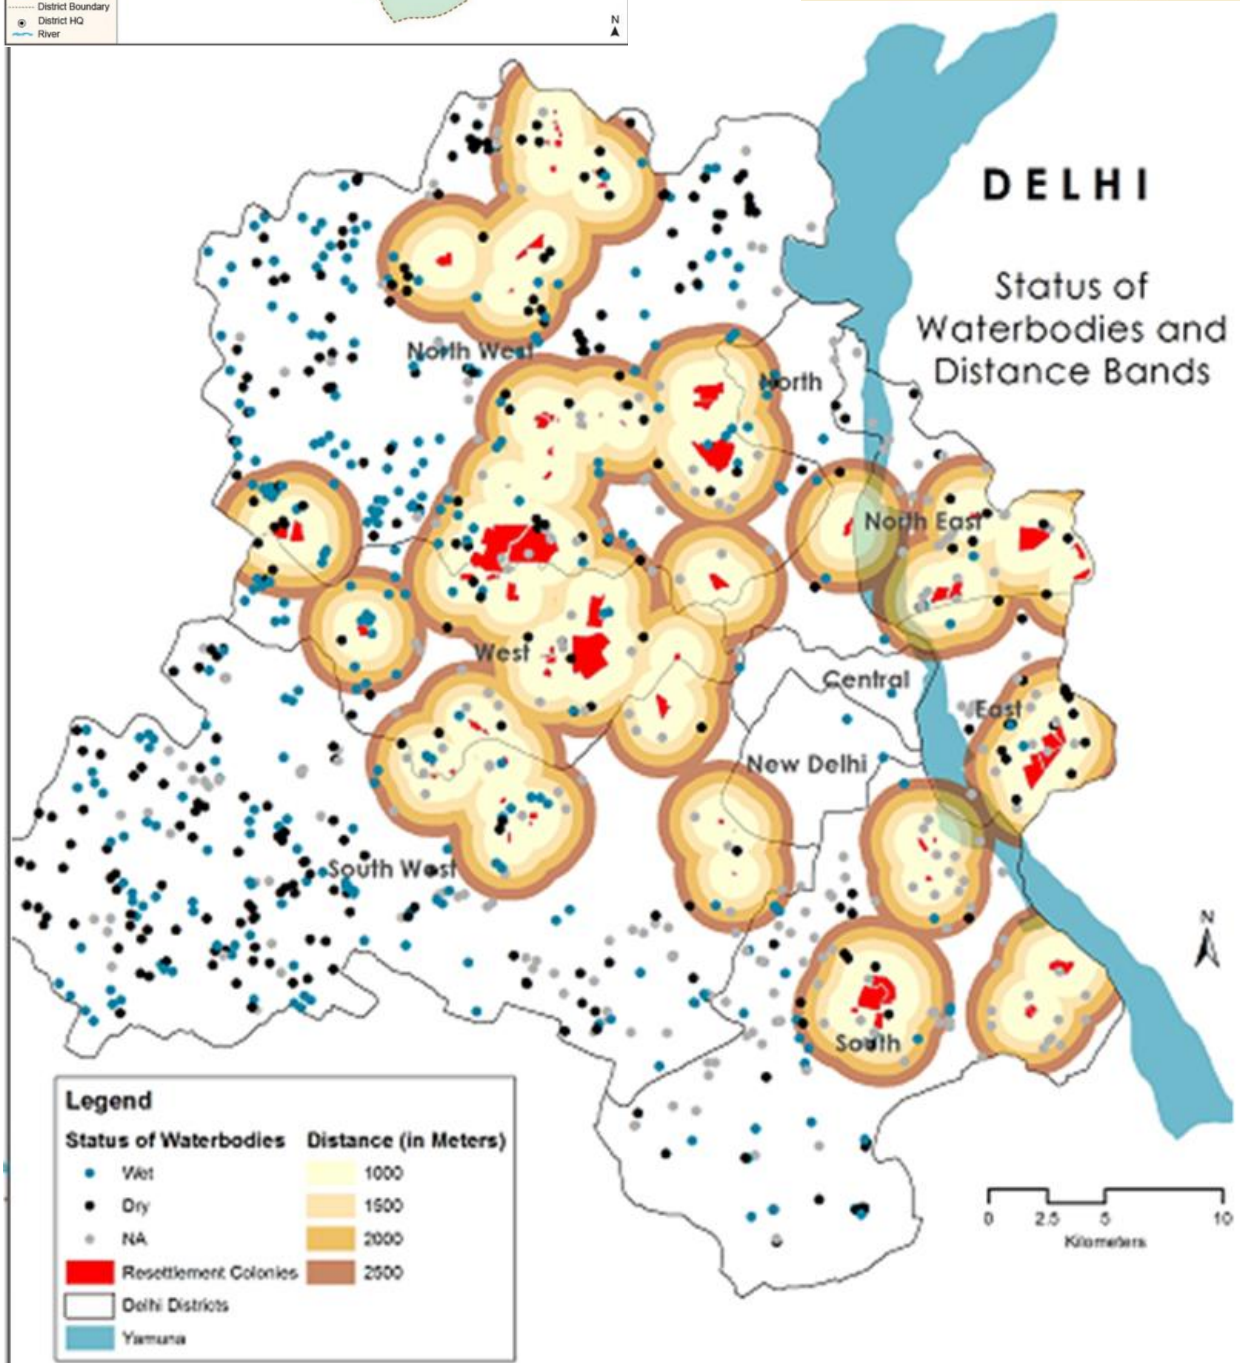 District Boundary
District HQ
River
N
DELHI
Status of
Waterbodies and
Distance Bands
North West
North
North East
West
Central
East
New Delhi
South West
South
N
Legend
Status of Waterbodies
Distance (in Meters)
Wet
1000
Dry
1500
NA
2000
Resettlement Colonies
2500
Delhi Districts
Yamuna
0 2.5 5 10
Kilometers